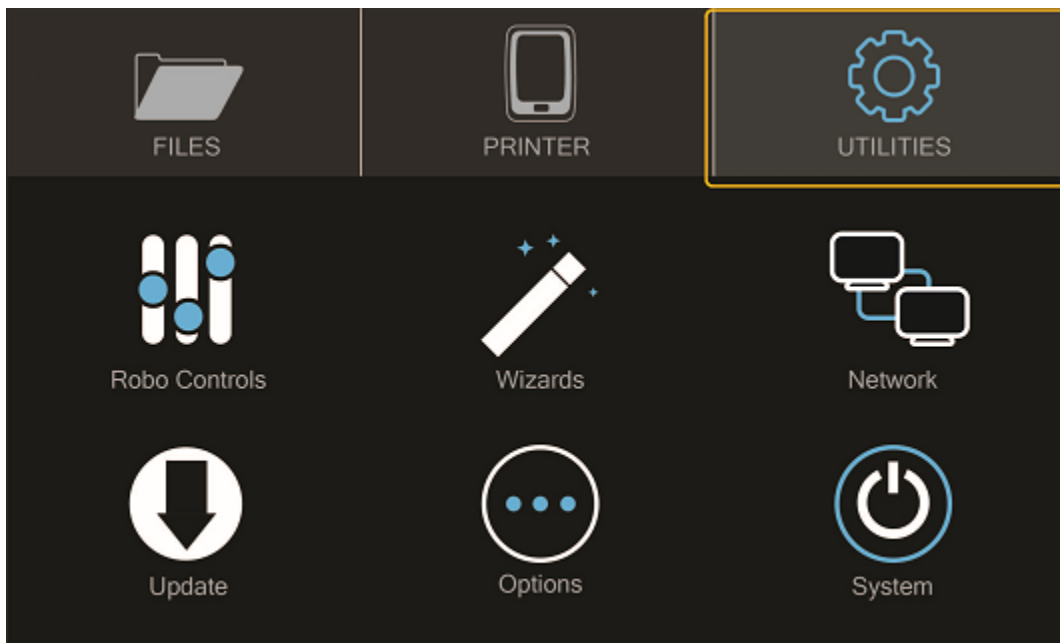 FILES
PRINTER
UTILITIES
Robo Controls
Wizards
Network
Update
Options
System